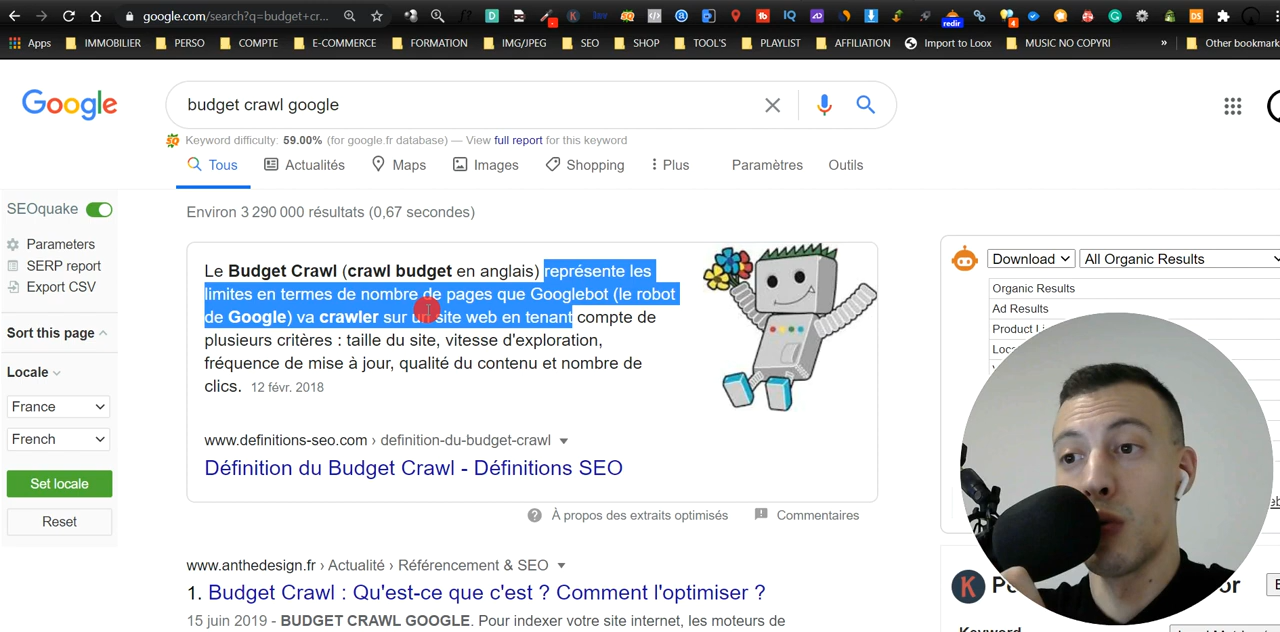 google.com/search?q=budget+cr...
redir
4
Apps
IMMOBILIER
PERSO
COMPTE
E-COMMERCE
FORMATION
IMG/JPEG
SEO
SHOP
TOOL'S
PLAYLIST
AFFILIATION
Import to Loox
MUSIC NO COPYRI
»
Other bookmark
Google
budget crawl google
Keyword difficulty: 59.00% (for google.fr database) — View full report for this keyword
Tous
Actualités
Maps
Images
Shopping
Plus
Paramètres
Outils
SEOquake
Parameters
SERP report
Export CSV
Sort this page
Locale
France
French
Set locale
Reset
Environ 3 290 000 résultats (0,67 secondes)
Le Budget Crawl (crawl budget en anglais) représente les
limites en termes de nombre de pages que Googlebot (le robot
de Google) va crawler sur un site web en tenant compte de
plusieurs critères : taille du site, vitesse d'exploration,
fréquence de mise à jour, qualité du contenu et nombre de
clics. 12 févr. 2018
www.definitions-seo.com › definition-du-budget-crawl
Définition du Budget Crawl - Définitions SEO
À propos des extraits optimisés
Commentaires
www.anthedesign.fr › Actualité › Référencement & SEO
1. Budget Crawl : Qu'est-ce que c'est ? Comment l'optimiser ?
15 juin 2019 - BUDGET CRAWL GOOGLE. Pour indexer votre site internet, les moteurs de
Download
All Organic Results
Organic Results
Ad Results
Product Li
Loc
K
Keyword